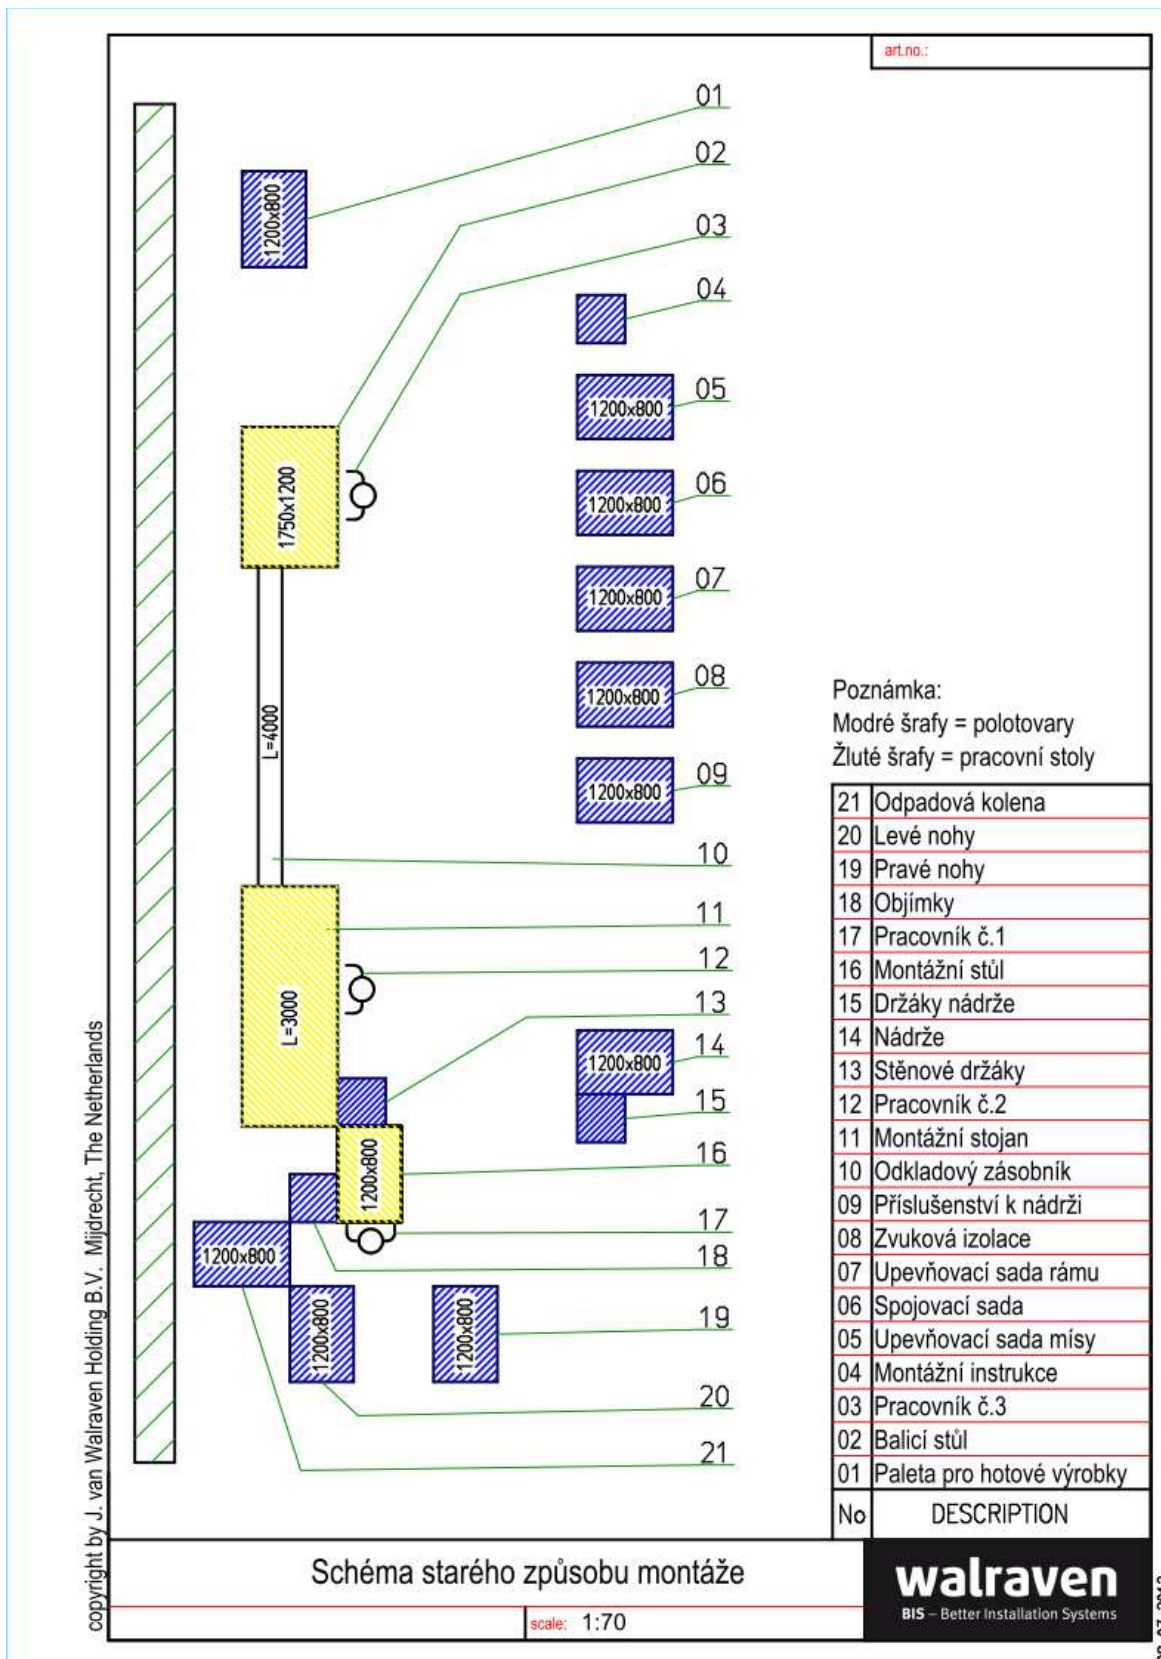 art.no.:
01
02
03
04
05
06
07
08
09
10
11
12
13
14
15
16
17
18
19
20
21
1200x800
1750x1200
L=4000
L=3000
1200x800
1200x800
1200x800
1200x800
1200x800
1200x800
1200x800
1200x800
1200x800
1200x800
Poznámka:
Modré šrafy = polotovary
Žluté šrafy = pracovní stoly
21 Odpadová kolena
20 Levé nohy
19 Pravé nohy
18 Objímky
17 Pracovník č.1
16 Montážní stůl
15 Držáky nádrže
14 Nádrže
13 Stěnové držáky
12 Pracovník č.2
11 Montážní stojan
10 Odkladový zásobník
09 Příslušenství k nádrži
08 Zvuková izolace
07 Upevňovací sada rámu
06 Spojovací sada
05 Upevňovací sada mísy
04 Montážní instrukce
03 Pracovník č.3
02 Balicí stůl
01 Paleta pro hotové výrobky
No DESCRIPTION
Schéma starého způsobu montáže
scale: 1:70
walraven
BIS – Better Installation Systems
copyright by J. van Walraven Holding B.V. Mijdrecht, The Netherlands